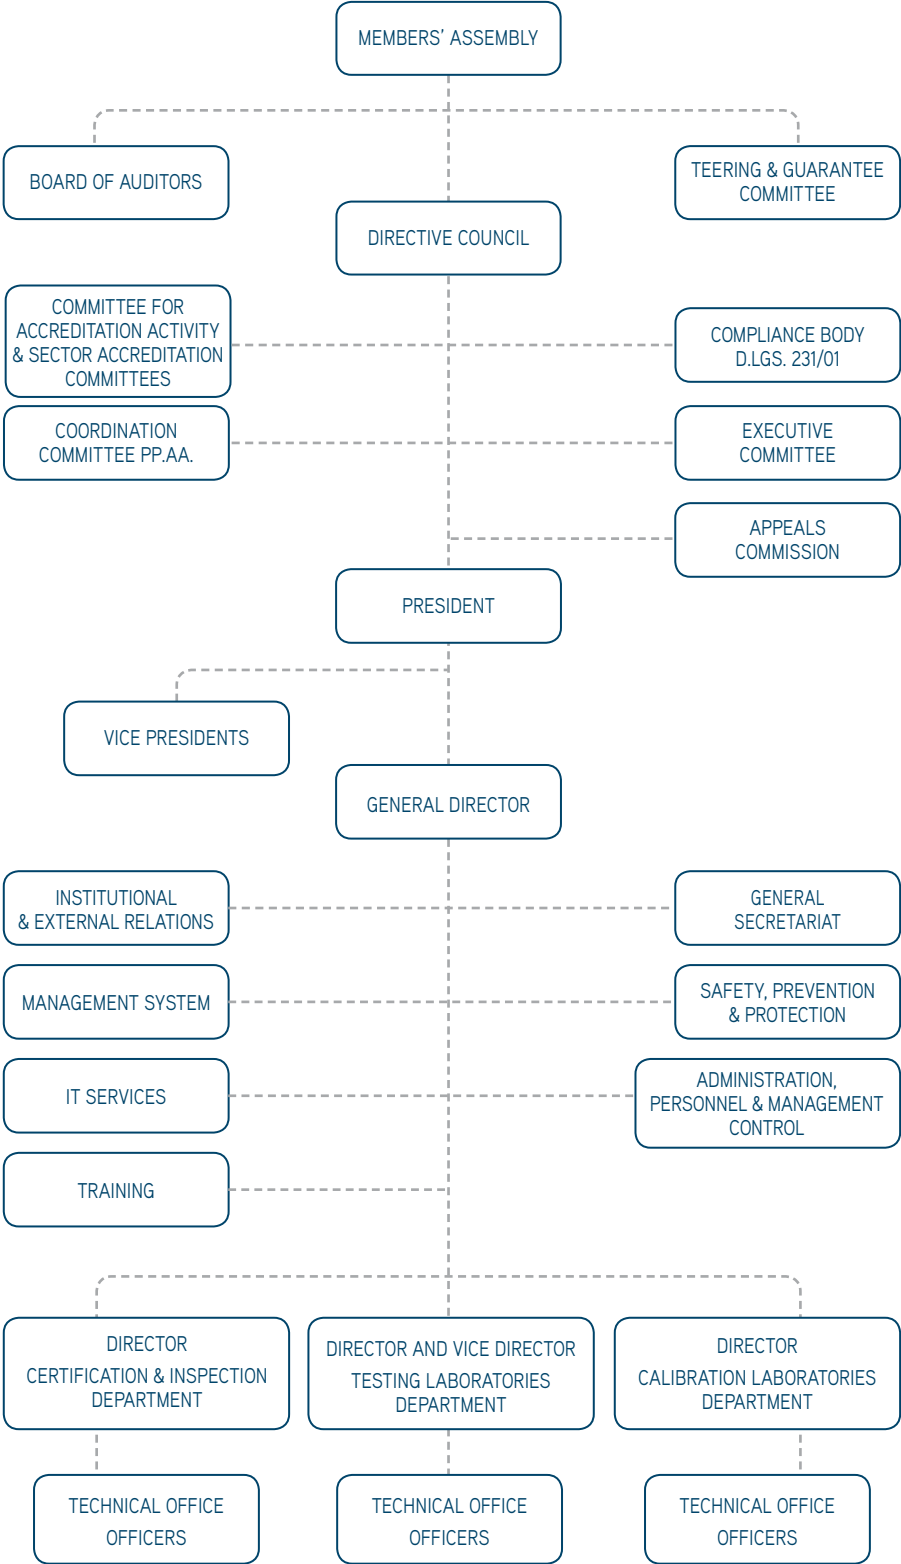 MEMBERS' ASSEMBLY
BOARD OF AUDITORS
TEERING & GUARANTEE
COMMITTEE
DIRECTIVE COUNCIL
COMMITTEE FOR
ACCREDITATION ACTIVITY
& SECTOR ACCREDITATION
COMMITTEES
COMPLIANCE BODY
D.LGS. 231/01
COORDINATION
COMMITTEE PP.AA.
EXECUTIVE
COMMITTEE
APPEALS
COMMISSION
PRESIDENT
VICE PRESIDENTS
GENERAL DIRECTOR
INSTITUTIONAL
& EXTERNAL RELATIONS
GENERAL
SECRETARIAT
MANAGEMENT SYSTEM
SAFETY, PREVENTION
& PROTECTION
IT SERVICES
ADMINISTRATION,
PERSONNEL & MANAGEMENT
CONTROL
TRAINING
DIRECTOR
CERTIFICATION & INSPECTION
DEPARTMENT
DIRECTOR AND VICE DIRECTOR
TESTING LABORATORIES
DEPARTMENT
DIRECTOR
CALIBRATION LABORATORIES
DEPARTMENT
TECHNICAL OFFICE
OFFICERS
TECHNICAL OFFICE
OFFICERS
TECHNICAL OFFICE
OFFICERS